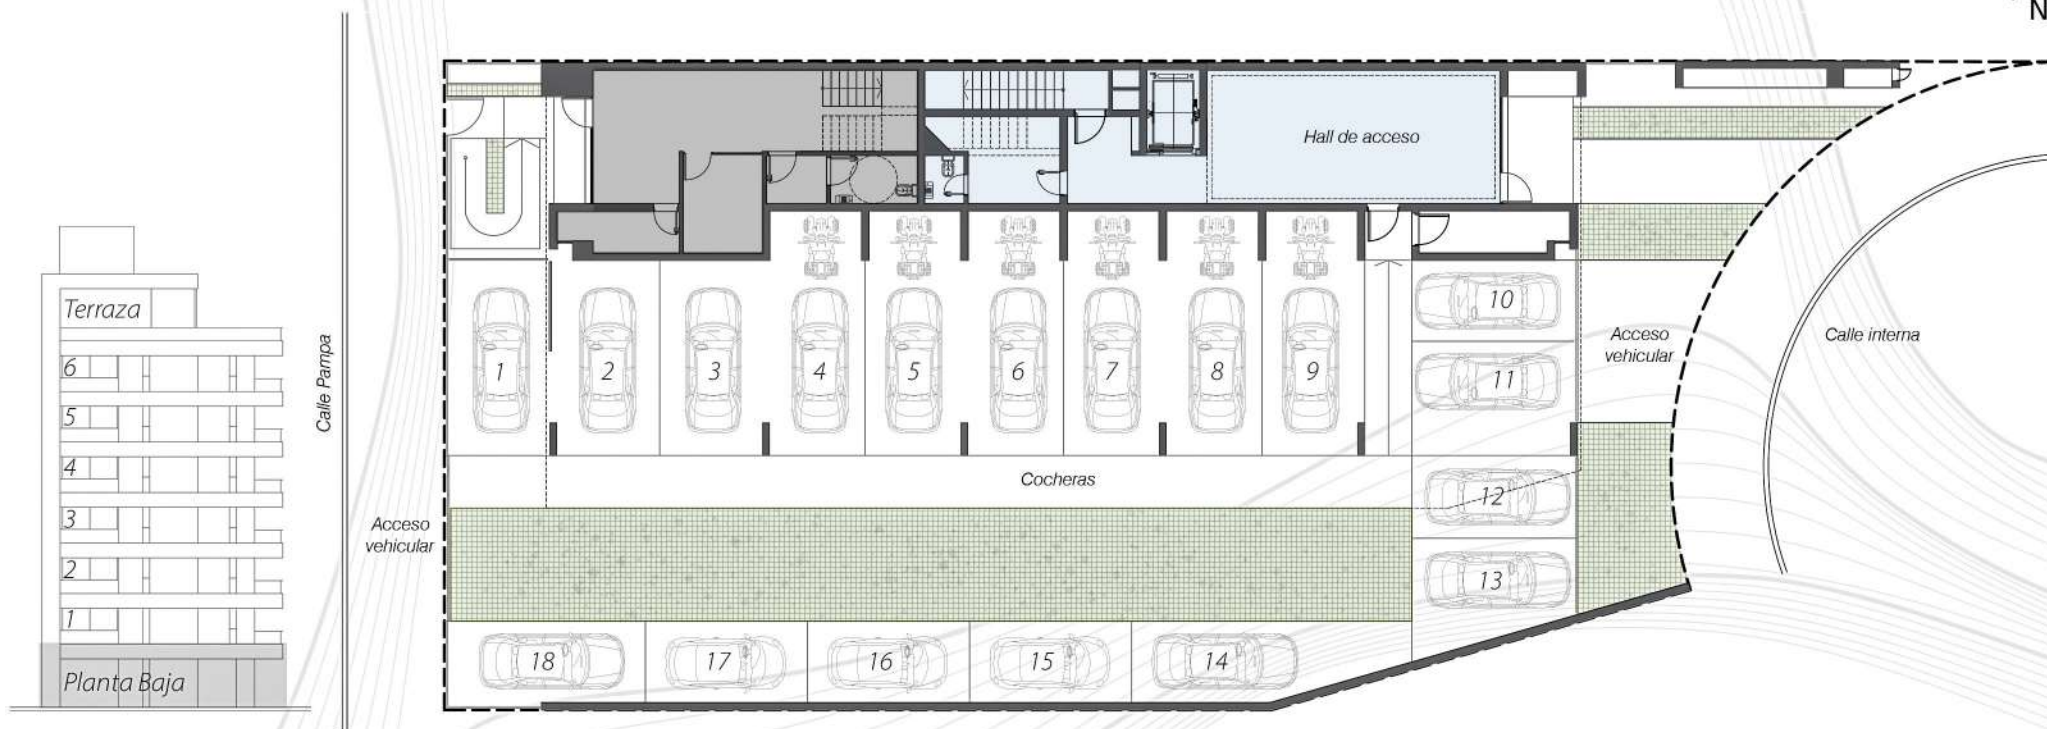 N
Terraza
6
5
4
3
2
1
Planta Baja
Calle Pampa
Hall de acceso
1
2
3
4
5
6
7
8
9
10
11
12
13
Cocheras
Acceso
vehicular
18
17
16
15
14
Acceso
vehicular
Calle interna